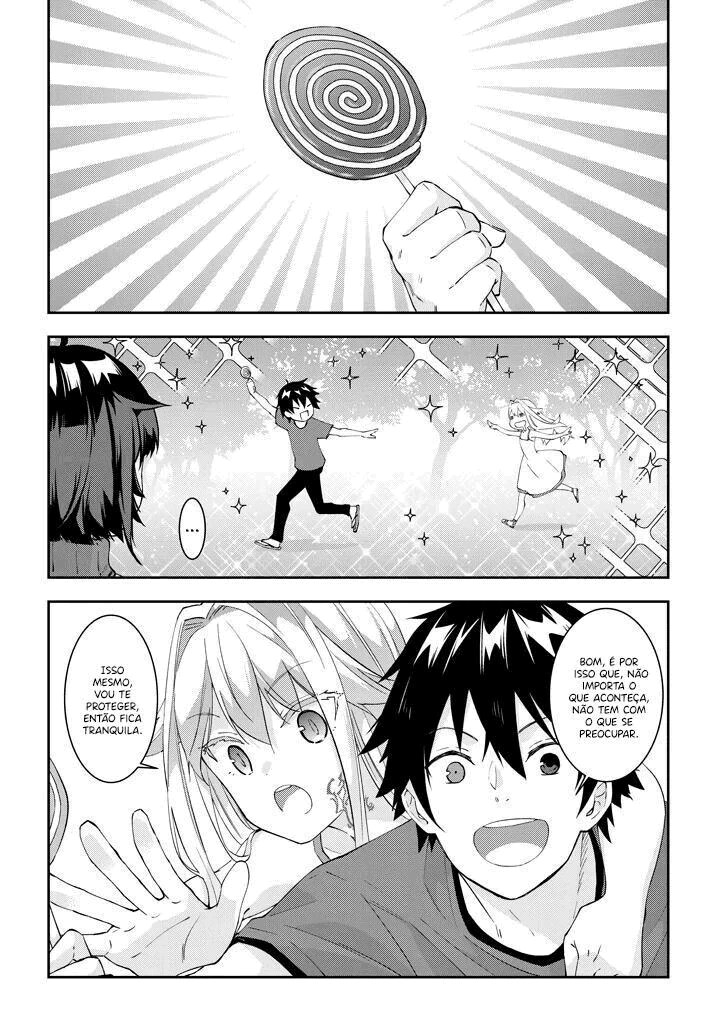 ...
BOM, É POR
ISSO QUE, NÃO
IMPORTA O
QUE ACONTEÇA,
NÃO TEM COM
O QUE SE
PREOCUPAR.
ISSO
MESMO,
VOU TE
PROTEGER,
ENTÃO FICA
TRANQUILA.